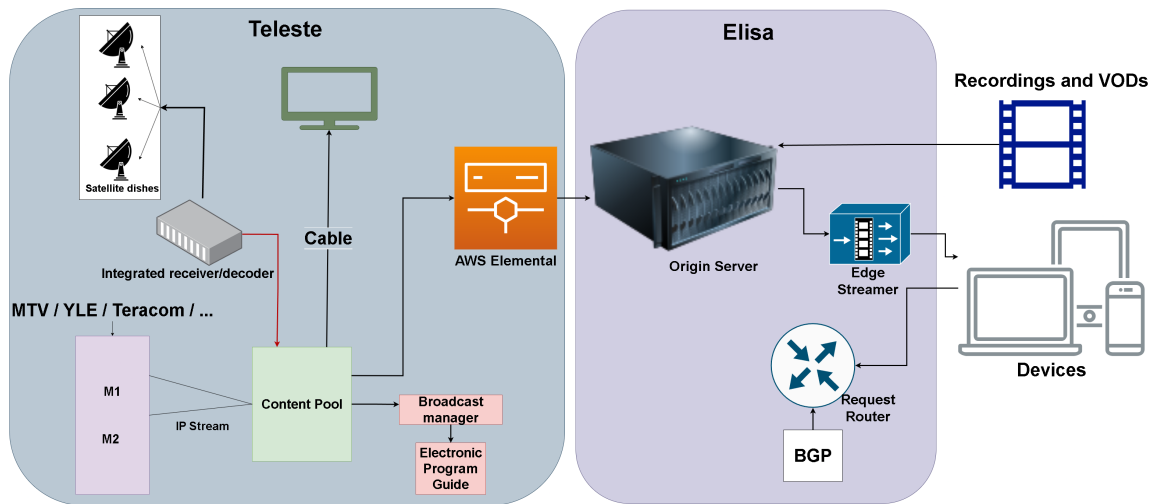 Teleste
Satellite dishes
Integrated receiver/decoder
Cable
AWS Elemental
MTV / YLE / Teracom / ...
M1
M2
IP Stream
Content Pool
Broadcast
manager
Electronic
Program
Guide
Elisa
Origin Server
Edge
Streamer
Request
Router
BGP
Recordings and VODs
Devices